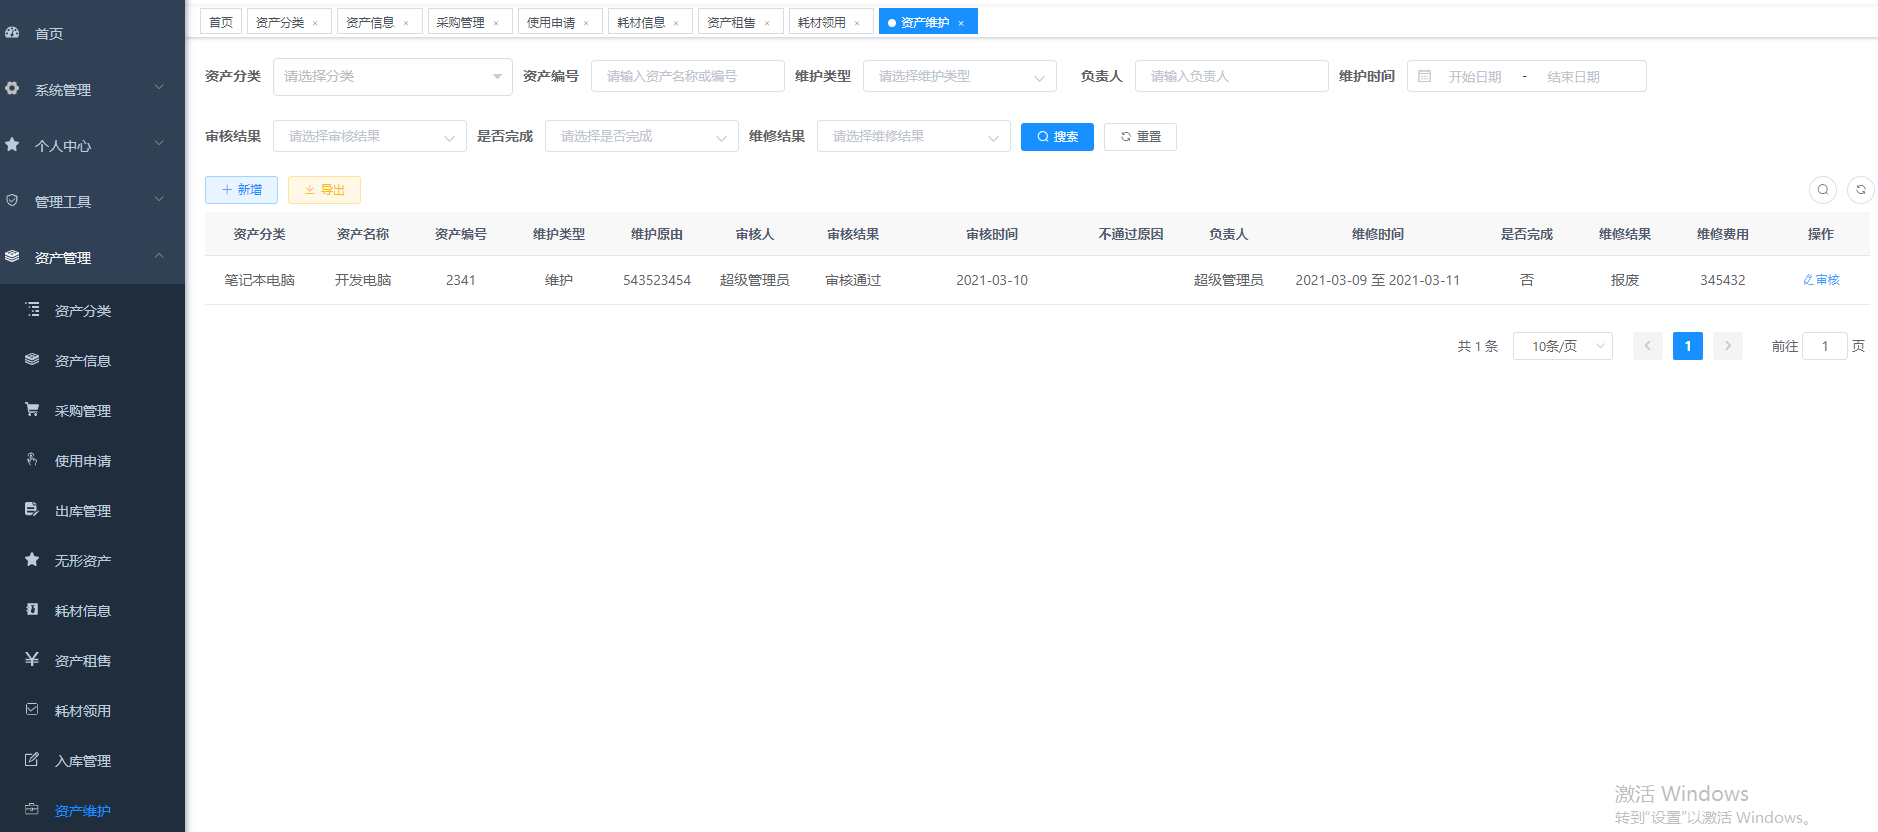 首页
系统管理
个人中心
管理工具
资产管理
资产分类
资产信息
采购管理
使用申请
出库管理
无形资产
耗材信息
资产租售
耗材领用
入库管理
资产维护
首页 资产分类 × 资产信息 × 采购管理 × 使用申请 × 耗材信息 × 资产租售 × 耗材领用 × 资产维护 ×
资产分类 请选择分类 资产编号 请输入资产名称或编号 维护类型 请选择维护类型 负责人 请输入负责人 维护时间 开始日期 - 结束日期
审核结果 请选择审核结果 是否完成 请选择是否完成 维修结果 请选择维修结果 搜索 重置
新增 导出
资产分类 资产名称 资产编号 维护类型 维护原由 审核人 审核结果 审核时间 不通过原因 负责人 维修时间 是否完成 维修结果 维修费用 操作
笔记本电脑 开发电脑 2341 维护 543523454 超级管理员 审核通过 2021-03-10 超级管理员 2021-03-09 至 2021-03-11 否 报废 345432 审核
共 1 条 10条/页 1 前往 1 页
激活 Windows
转到"设置"以激活 Windows。